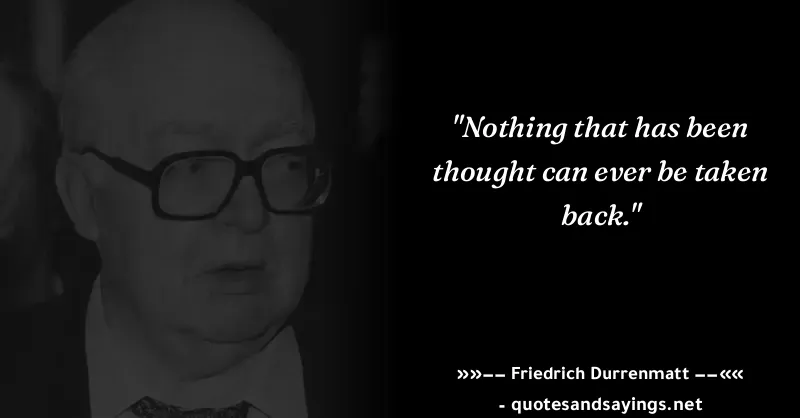 "Nothing that has been
thought can ever be taken
back."
»»−− Friedrich Durrenmatt −−««
- quotesandsayings.net